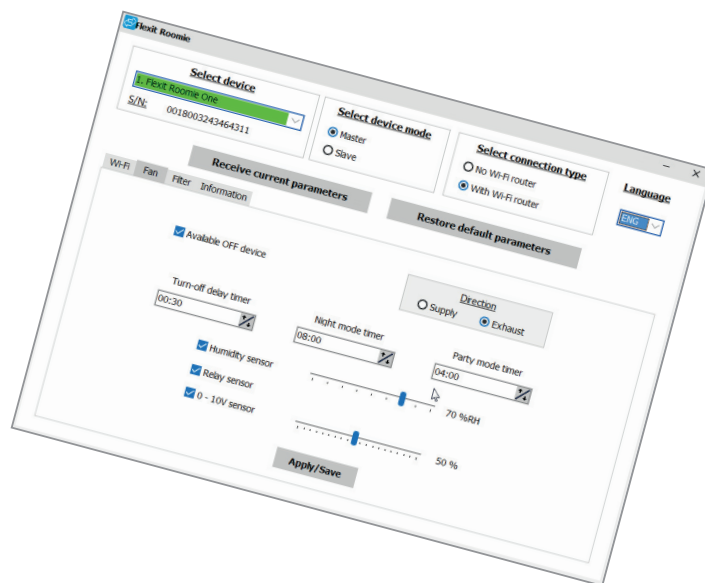 Flexit Roomie
Select device
1. Flexit Roomie One
S/N: 0018003243464311
Select device mode
Master
Slave
Select connection type
No Wi-Fi router
With Wi-Fi router
Language
ENG
Receive current parameters
Restore default parameters
Wi-Fi Fan Filter Information
Available OFF device
Direction
Supply Exhaust
Turn-off delay timer
00:30
Night mode timer
08:00
Party mode timer
04:00
Humidity sensor
70 %RH
Relay sensor
0 - 10V sensor
50 %
Apply/Save